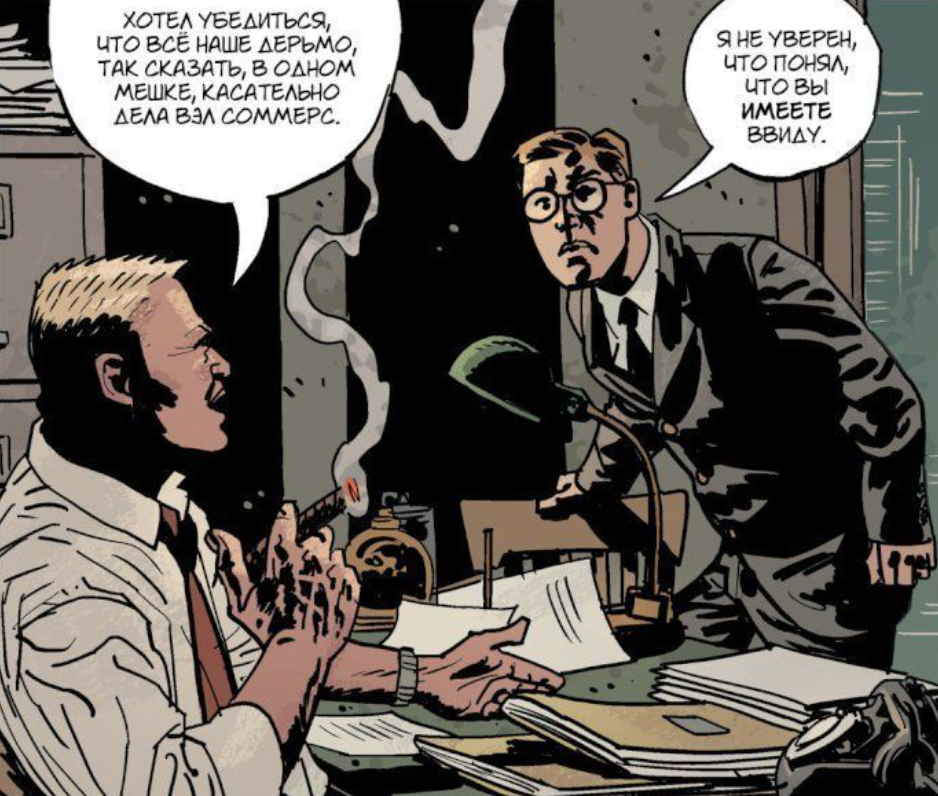 ХОТЕЛ УБЕДИТЬСЯ,
ЧТО ВСЁ НАШЕ ДЕРЬМО,
ТАК СКАЗАТЬ, В ОДНОМ
МЕШКЕ, КАСАТЕЛЬНО
ДЕЛА ВЭЛ СОММЕРС.
Я НЕ УВЕРЕН,
ЧТО ПОНЯЛ,
ЧТО ВЫ
ИМЕЕТЕ
ВВИДУ.